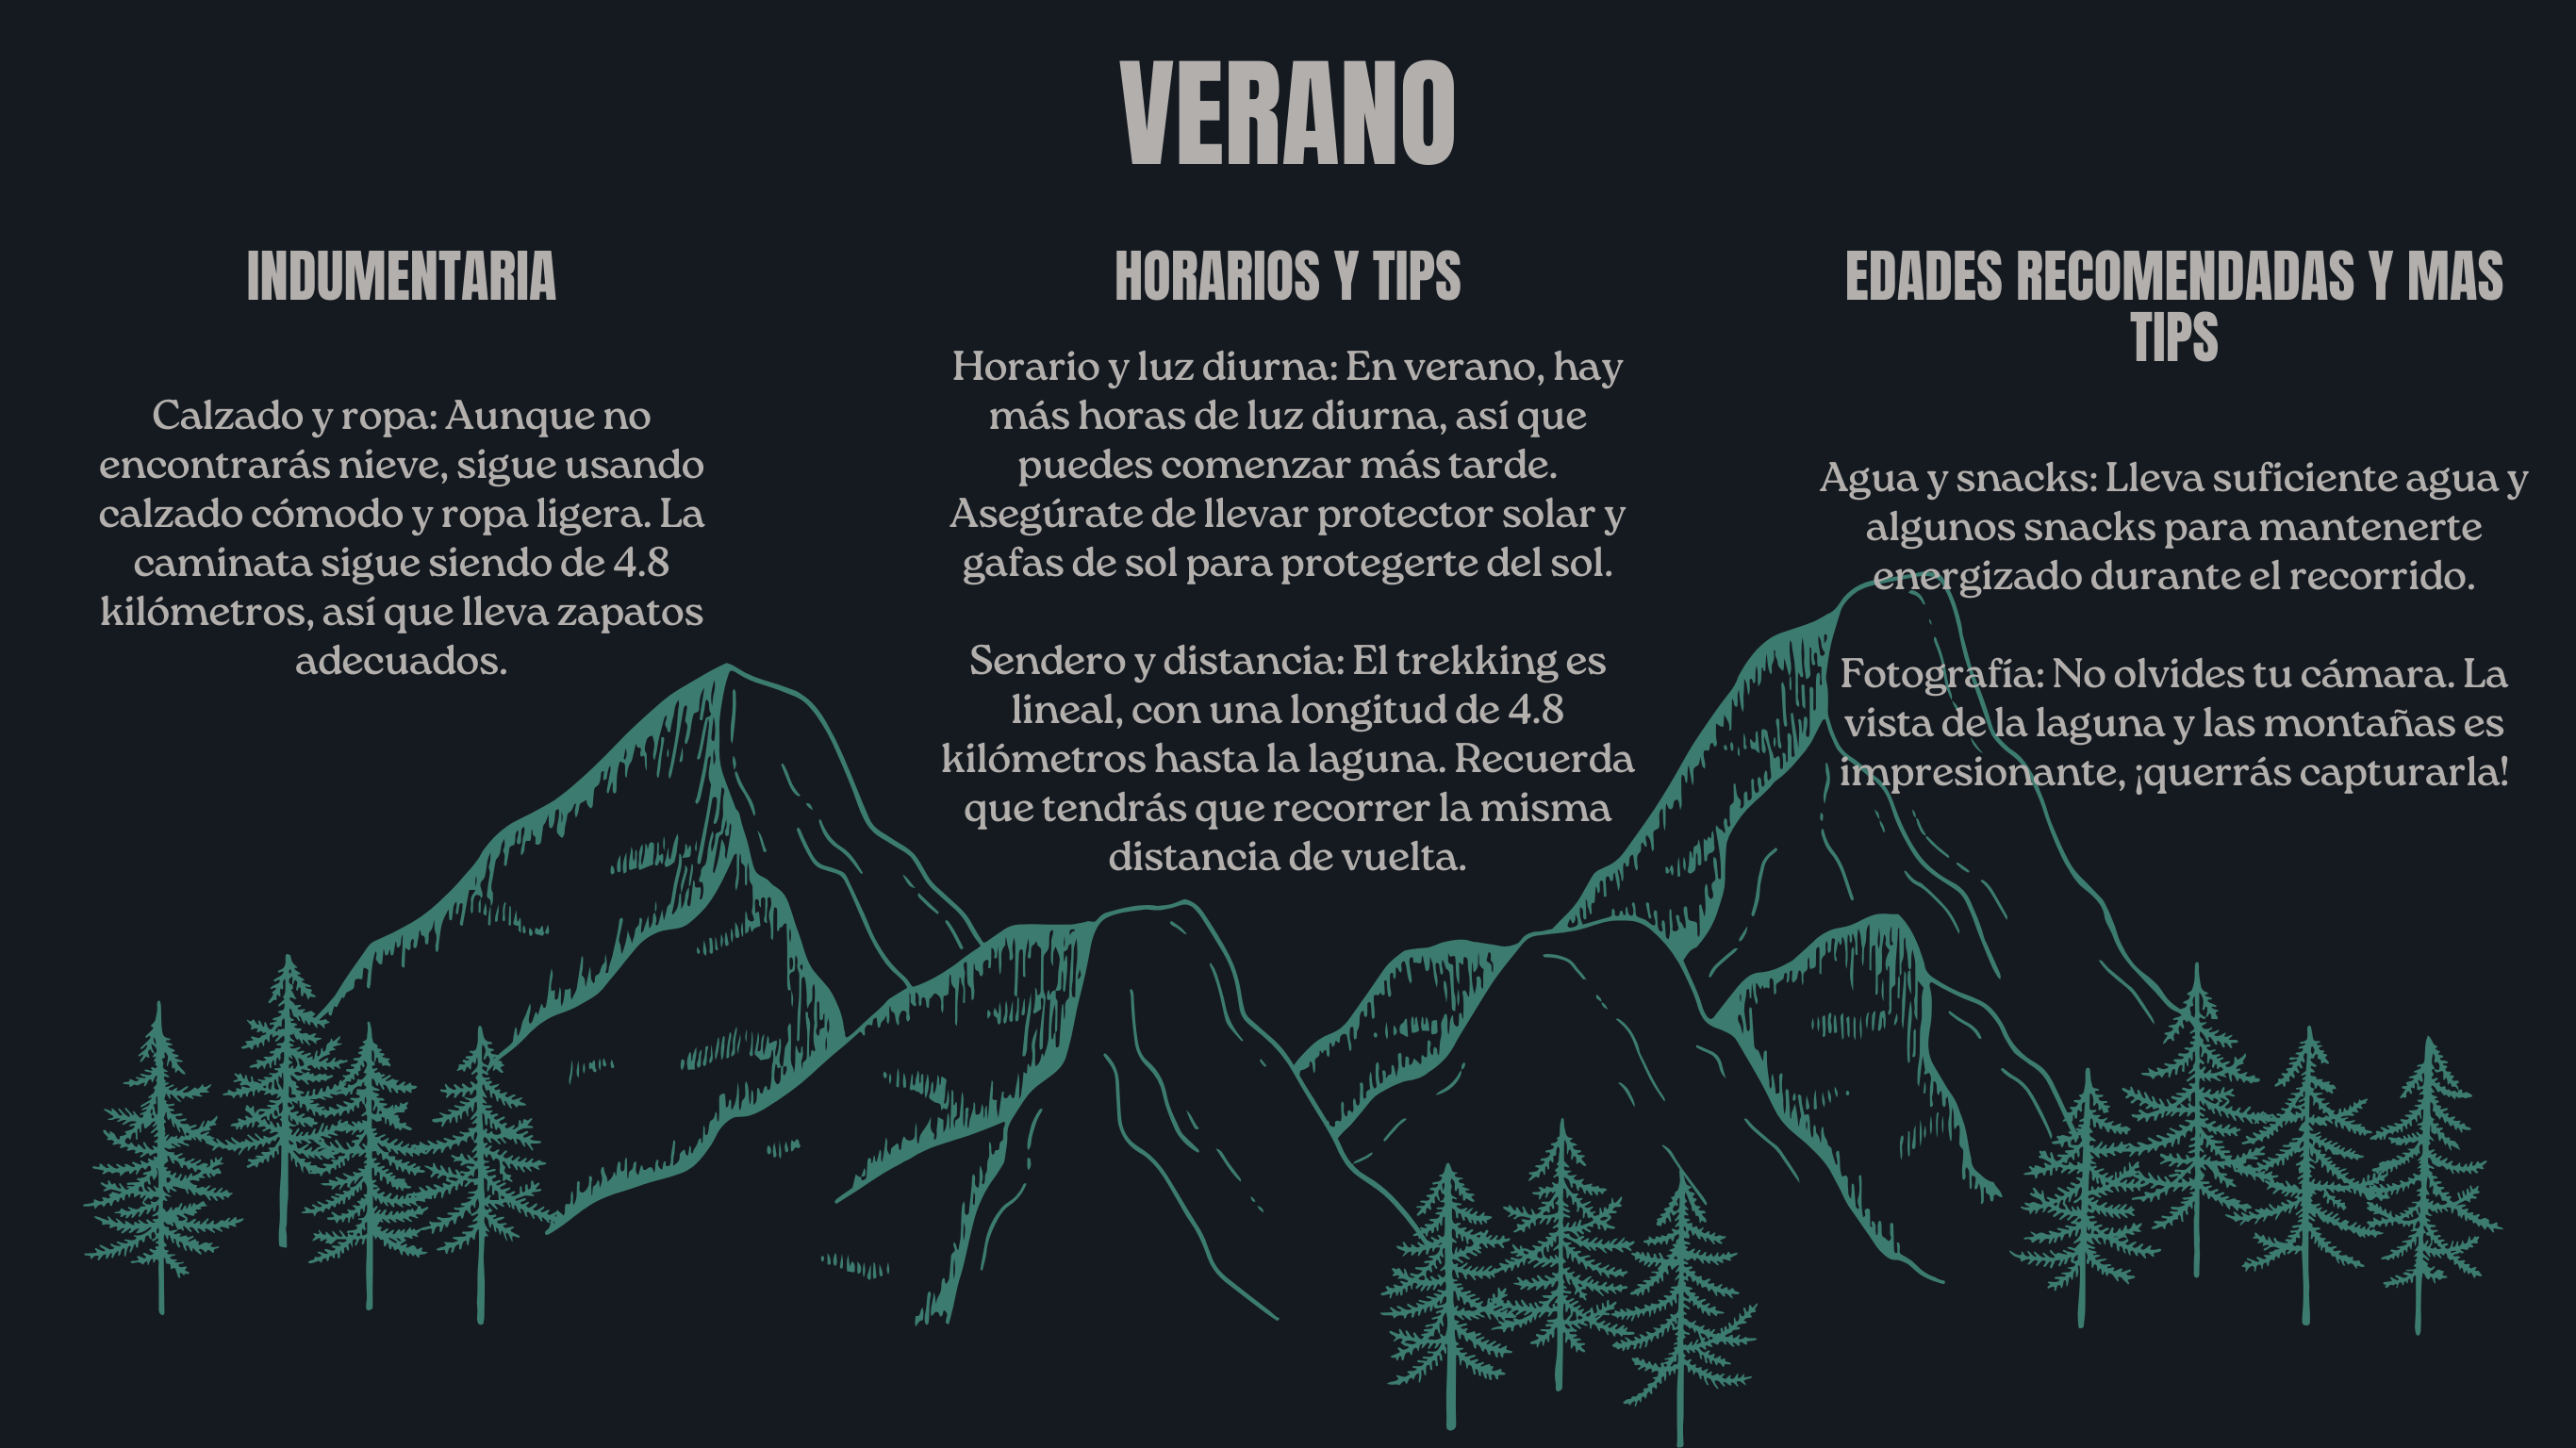 VERANO
INDUMENTARIA
Calzado y ropa: Aunque no
encontrarás nieve, sigue usando
calzado cómodo y ropa ligera. La
caminata sigue siendo de 4.8
kilómetros, así que lleva zapatos
adecuados.
HORARIOS Y TIPS
Horario y luz diurna: En verano, hay
más horas de luz diurna, así que
puedes comenzar más tarde.
Asegúrate de llevar protector solar y
gafas de sol para protegerte del sol.
Sendero y distancia: El trekking es
lineal, con una longitud de 4.8
kilómetros hasta la laguna. Recuerda
que tendrás que recorrer la misma
distancia de vuelta.
EDADES RECOMENDADAS Y MAS
TIPS
Agua y snacks: Lleva suficiente agua y
algunos snacks para mantenerte
energizado durante el recorrido.
Fotografía: No olvides tu cámara. La
vista de la laguna y las montañas es
impresionante, ¡querrás capturarla!